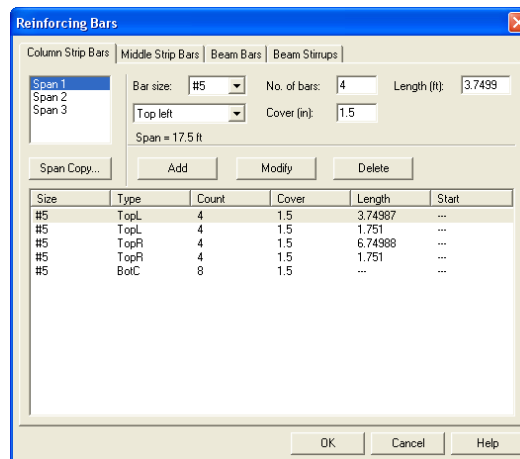 Reinforcing Bars
Column Strip Bars Middle Strip Bars Beam Bars Beam Stirrups
Span 1
Span 2
Span 3
Bar size: #5 No. of bars: 4 Length (ft): 3.7499
Top left Cover (in): 1.5
Span = 17.5 ft
Span Copy... Add Modify Delete
Size Type Count Cover Length Start
#5 TopL 4 1.5 3.74987 ---
#5 TopL 4 1.5 1.751 ---
#5 TopR 4 1.5 6.74988 ---
#5 TopR 4 1.5 1.751 ---
#5 BotC 8 1.5 --- ---
OK Cancel Help